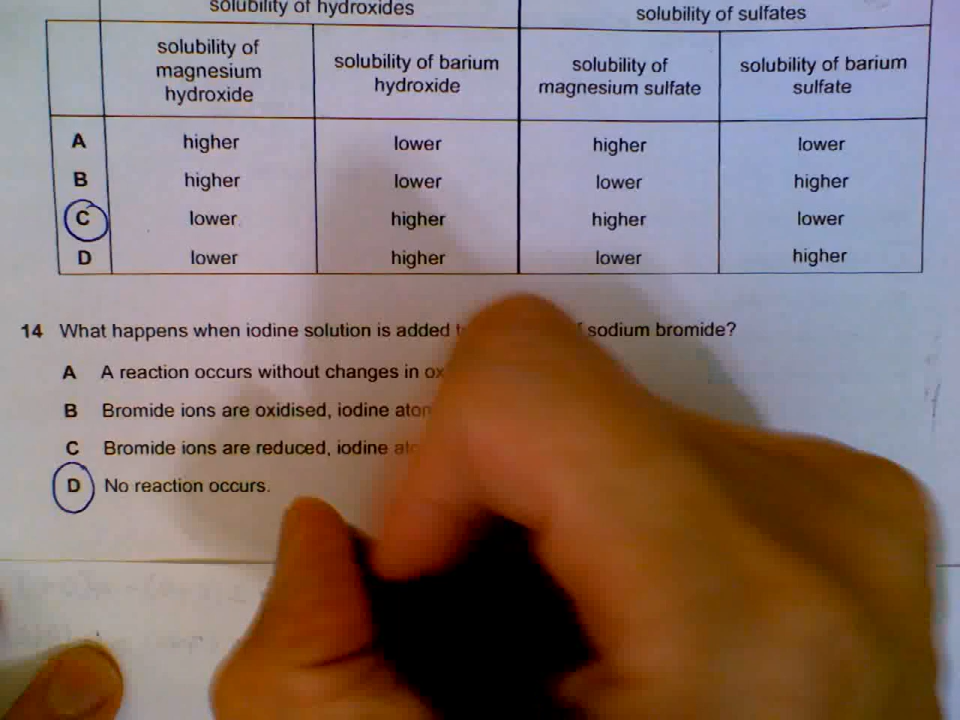 solubility of hydroxides solubility of sulfates
solubility of magnesium hydroxide solubility of barium hydroxide solubility of magnesium sulfate solubility of barium sulfate
A higher lower higher lower
B higher lower lower higher
C lower higher higher lower
D lower higher lower higher
14 What happens when iodine solution is added sodium bromide?
A A reaction occurs without changes in
B Bromide ions are oxidised, iodine
C Bromide ions are reduced, iodine
D No reaction occurs.